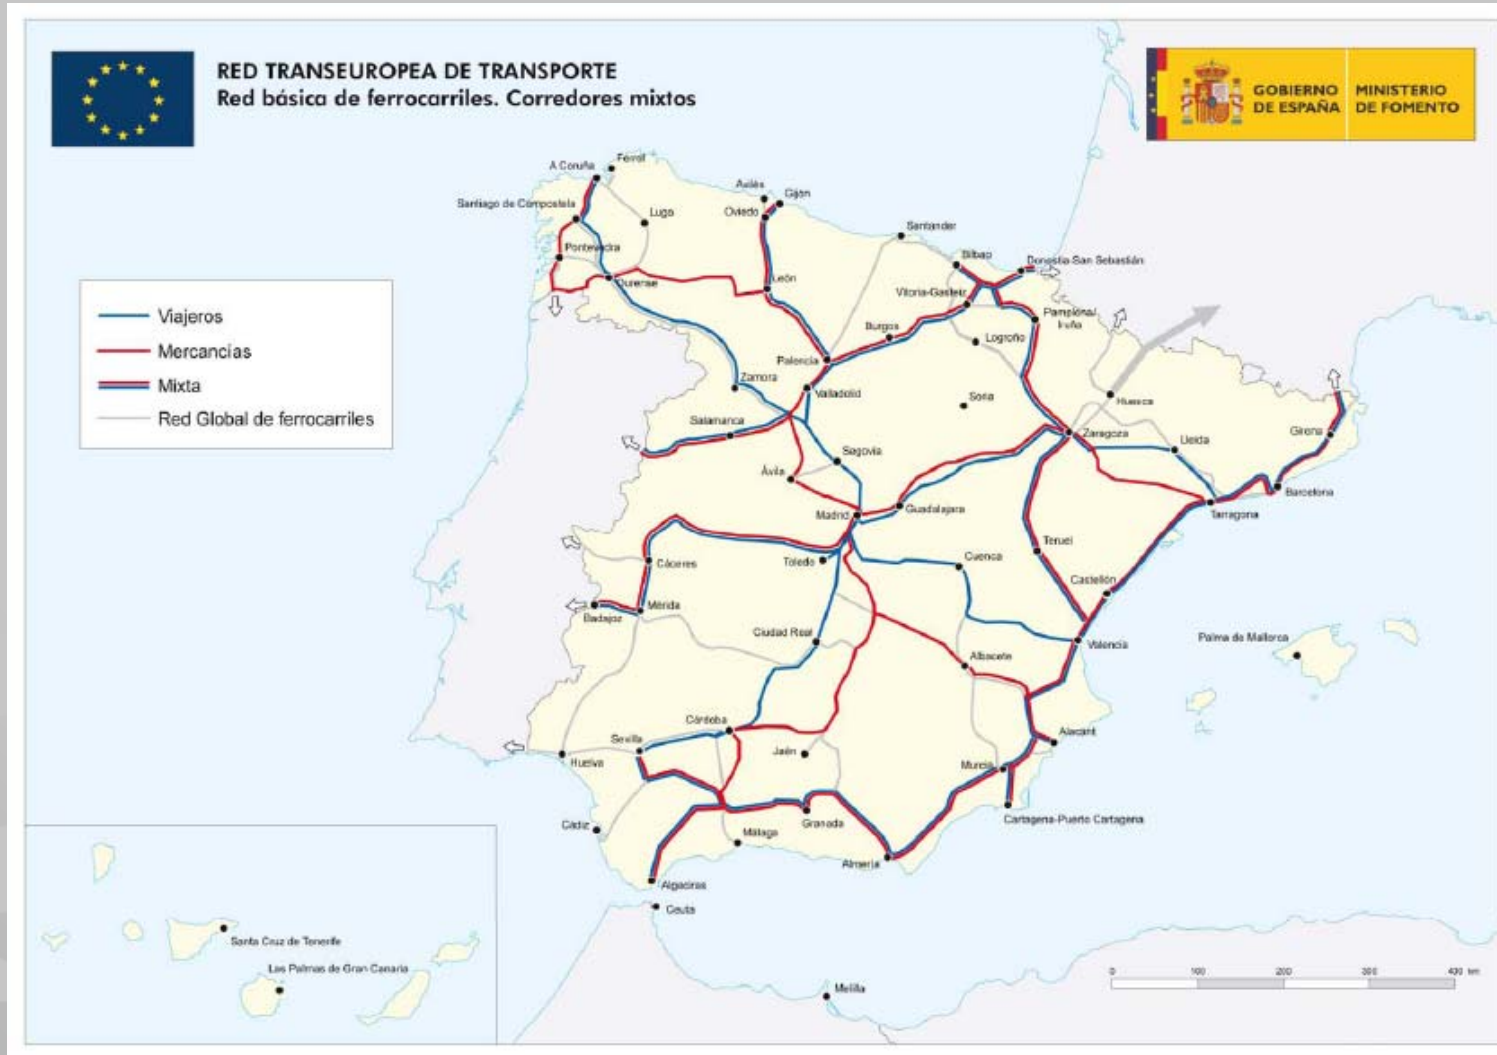 RED TRANSEUROPEA DE TRANSPORTE
Red básica de ferrocarriles. Corredores mixtos
GOBIERNO
DE ESPAÑA
MINISTERIO
DE FOMENTO
Viajeros
Mercancías
Mixta
Red Global de ferrocarriles
A Coruña
Ferrol
Santiago de Compostela
Lugo
Pontevedra
Ourense
Avilés
Gijón
Oviedo
León
Santander
Bilbao
Donostia-San Sebastián
Vitoria-Gasteiz
Pamplona/
Iruña
Burgos
Logroño
Palencia
Zamora
Valladolid
Soria
Huesca
Salamanca
Zaragoza
Lleida
Girona
Segovia
Ávila
Barcelona
Madrid
Guadalajara
Tarragona
Teruel
Cáceres
Toledo
Cuenca
Castellón
Badajoz
Mérida
Ciudad Real
Valencia
Palma de Mallorca
Albacete
Córdoba
Sevilla
Jaén
Alacant
Huelva
Murcia
Cádiz
Granada
Cartagena-Puerto Cartagena
Málaga
Almería
Algeciras
Ceuta
Santa Cruz de Tenerife
Las Palmas de Gran Canaria
Melilla
0 100 200 300 400 km